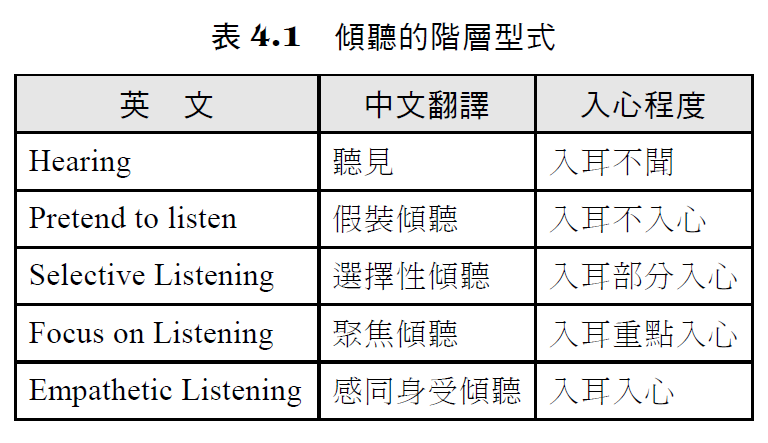 表 4.1 傾聽的階層型式
英 文 中文翻譯 入心程度
Hearing 聽見 入耳不聞
Pretend to listen 假裝傾聽 入耳不入心
Selective Listening 選擇性傾聽 入耳部分入心
Focus on Listening 聚焦傾聽 入耳重點入心
Empathetic Listening 感同身受傾聽 入耳入心